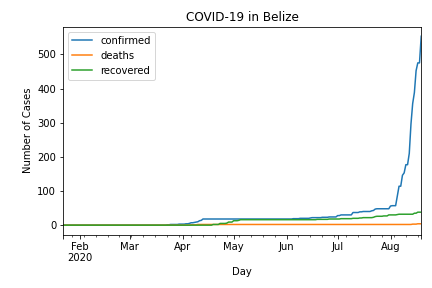 COVID-19 in Belize
confirmed
deaths
recovered
Number of Cases
500
400
300
200
100
0
Feb
2020
Mar
Apr
May
Jun
Jul
Aug
Day